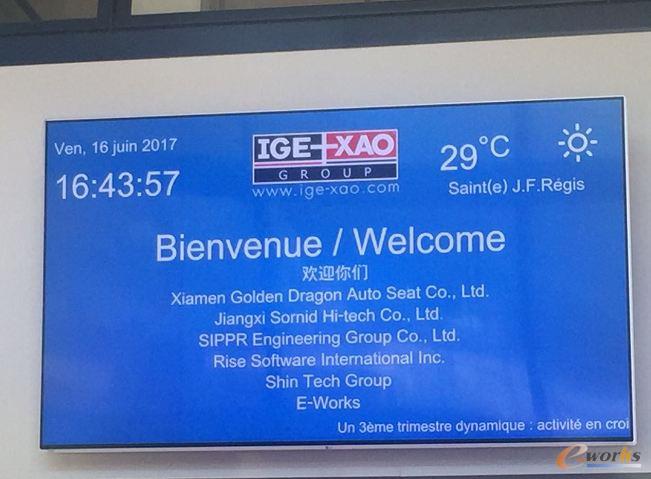 Ven, 16 juin 2017
16:43:57
IGE+XAO
GROUP
www.ige-xao.com
29°C
Saint(e) J.F.Régis
Bienvenue / Welcome
欢迎你们
Xiamen Golden Dragon Auto Seat Co., Ltd.
Jiangxi Sornid Hi-tech Co., Ltd.
SIPPR Engineering Group Co., Ltd.
Rise Software International Inc.
Shin Tech Group
E-Works
Un 3ème trimestre dynamique : activité en croi
eworks